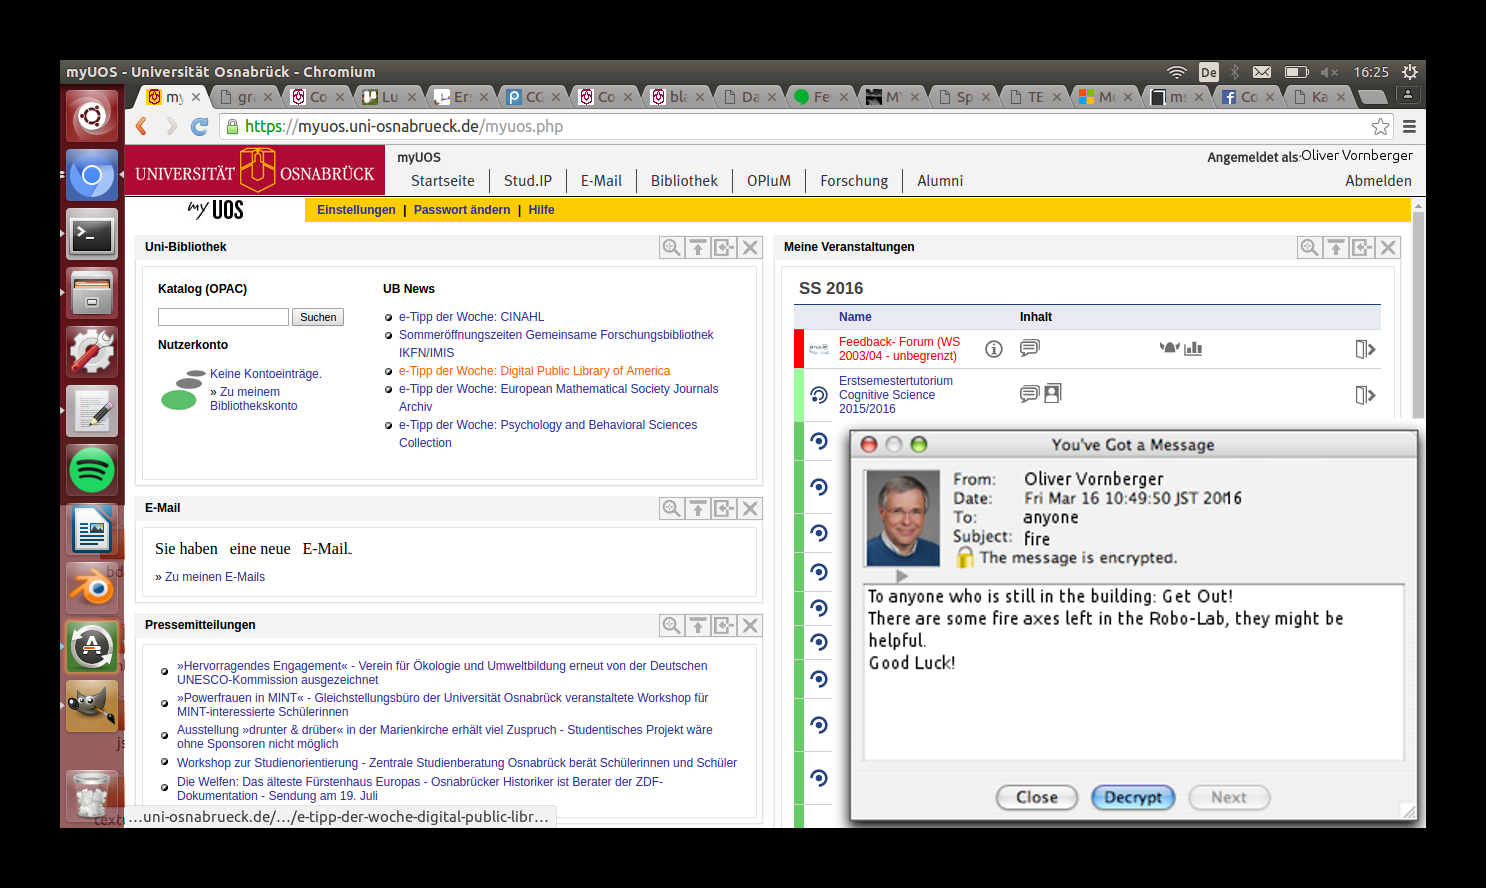 myUOS - Universität Osnabrück - Chromium
De
16:25
my
gra
Co
Lu
Ers
CC
Co
bla
Da
Fe
MY
Sp
TE
Me
ms
Co
Ka
https://myuos.uni-osnabrueck.de/myuos.php
UNIVERSITÄT OSNABRÜCK
myUOS
Angemeldet als: Oliver Vornberger
Startseite
Stud.IP
E-Mail
Bibliothek
OPIuM
Forschung
Alumni
Abmelden
my UOS
Einstellungen | Passwort ändern | Hilfe
Uni-Bibliothek
Katalog (OPAC)
Suchen
Nutzerkonto
Keine Kontoeinträge.
» Zu meinem
Bibliothekskonto
UB News
e-Tipp der Woche: CINAHL
Sommeröffnungszeiten Gemeinsame Forschungsbibliothek
IKFN/IMIS
e-Tipp der Woche: Digital Public Library of America
e-Tipp der Woche: European Mathematical Society Journals
Archiv
e-Tipp der Woche: Psychology and Behavioral Sciences
Collection
E-Mail
Sie haben eine neue E-Mail.
» Zu meinen E-Mails
Pressemitteilungen
»Hervorragendes Engagement« - Verein für Ökologie und Umweltbildung erneut von der Deutschen
UNESCO-Kommission ausgezeichnet
»Powerfrauen in MINT« - Gleichstellungsbüro der Universität Osnabrück veranstaltete Workshop für
MINT-interessierte Schülerinnen
Ausstellung »drunter & drüber« in der Marienkirche erhält viel Zuspruch - Studentisches Projekt wäre
ohne Sponsoren nicht möglich
Workshop zur Studienorientierung - Zentrale Studienberatung Osnabrück berät Schülerinnen und Schüler
Die Welfen: Das älteste Fürstenhaus Europas - Osnabrücker Historiker ist Berater der ZDF-
Dokumentation - Sendung am 19. Juli
...uni-osnabrueck.de/.../e-tipp-der-woche-digital-public-libr...
Meine Veranstaltungen
SS 2016
Name
Inhalt
Feedback- Forum (WS
2003/04 - unbegrenzt)
Erstsemestertutorium
Cognitive Science
2015/2016
You've Got a Message
From: Oliver Vornberger
Date: Fri Mar 16 10:49:50 JST 2016
To: anyone
Subject: fire
The message is encrypted.
To anyone who is still in the building: Get Out!
There are some fire axes left in the Robo-Lab, they might be
helpful.
Good Luck!
Close
Decrypt
Next